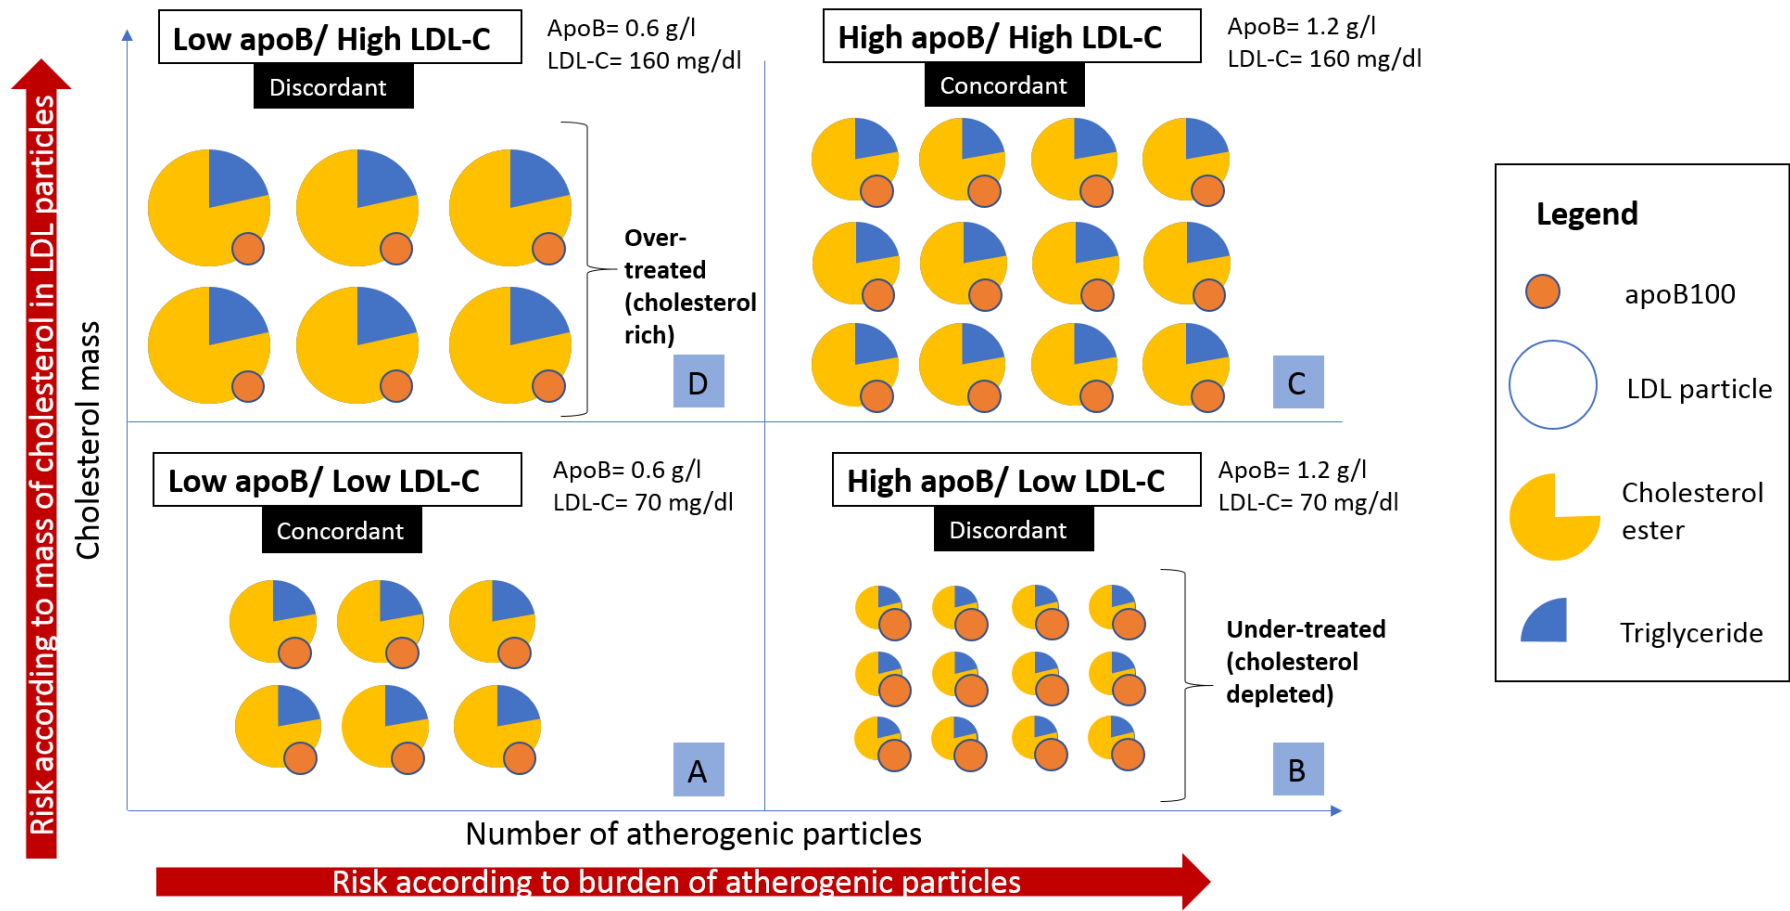 Low apoB/ High LDL-C
Discordant
ApoB= 0.6 g/l
LDL-C= 160 mg/dl
Over-
treated
(cholesterol
rich)
D
High apoB/ High LDL-C
Concordant
ApoB= 1.2 g/l
LDL-C= 160 mg/dl
C
Low apoB/ Low LDL-C
Concordant
ApoB= 0.6 g/l
LDL-C= 70 mg/dl
A
High apoB/ Low LDL-C
Discordant
ApoB= 1.2 g/l
LDL-C= 70 mg/dl
Under-treated
(cholesterol
depleted)
B
Risk according to mass of cholesterol in LDL particles
Cholesterol mass
Number of atherogenic particles
Risk according to burden of atherogenic particles
Legend
apoB100
LDL particle
Cholesterol
ester
Triglyceride